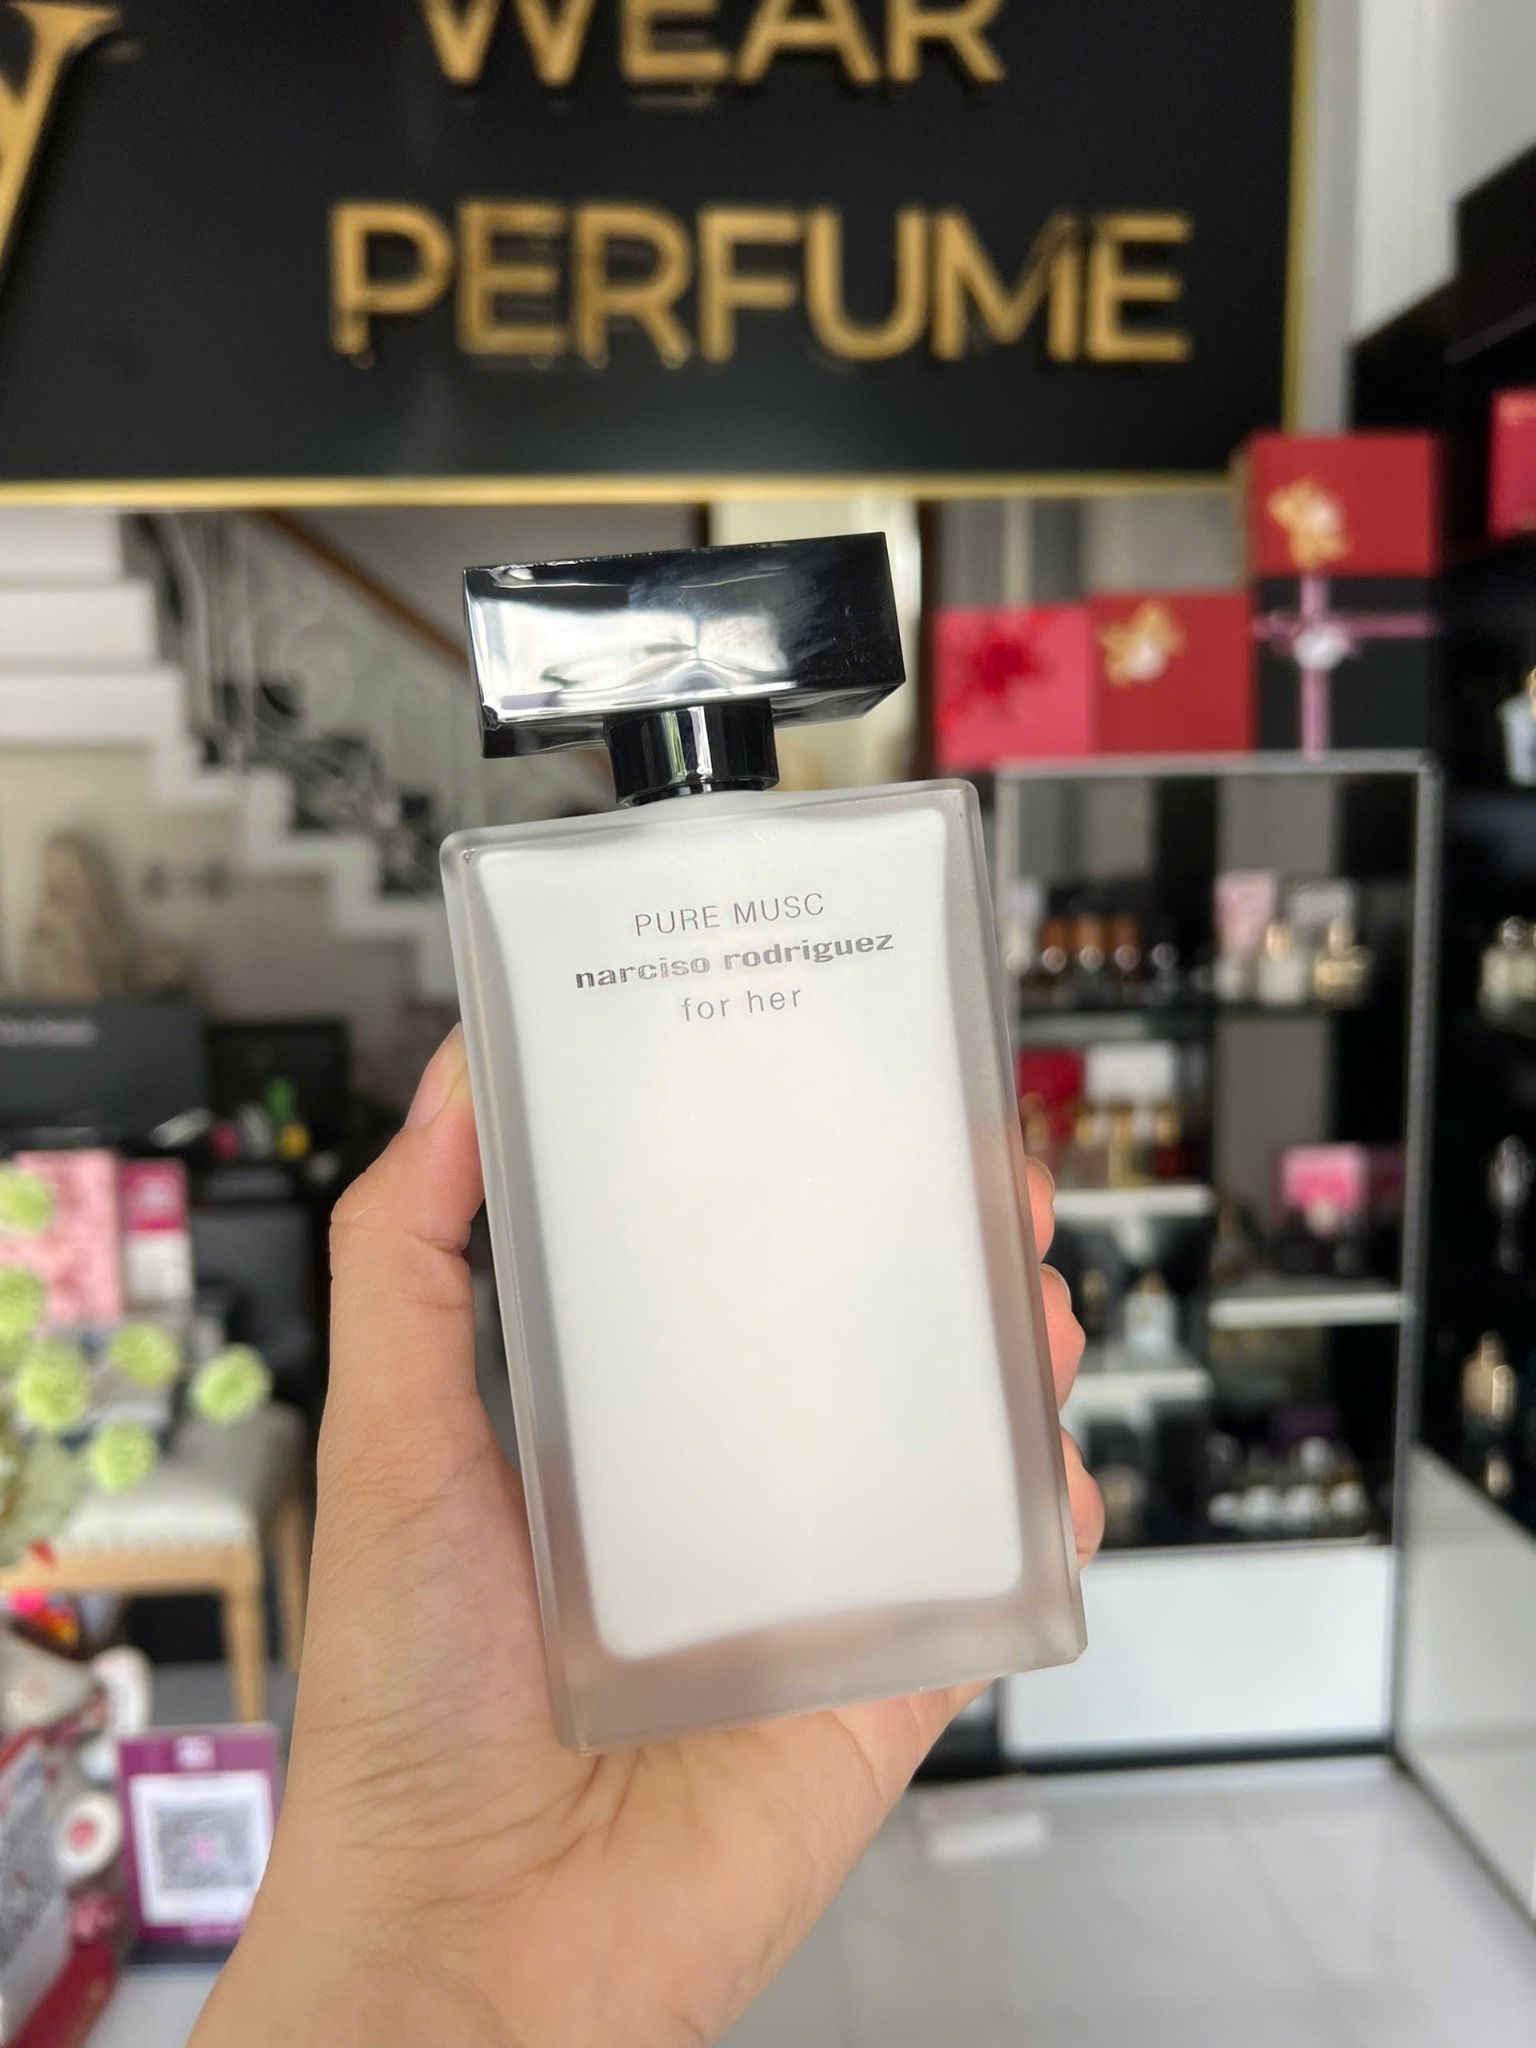 WEAR
PERFUME
PURE MUSC
narciso rodriguez
for her